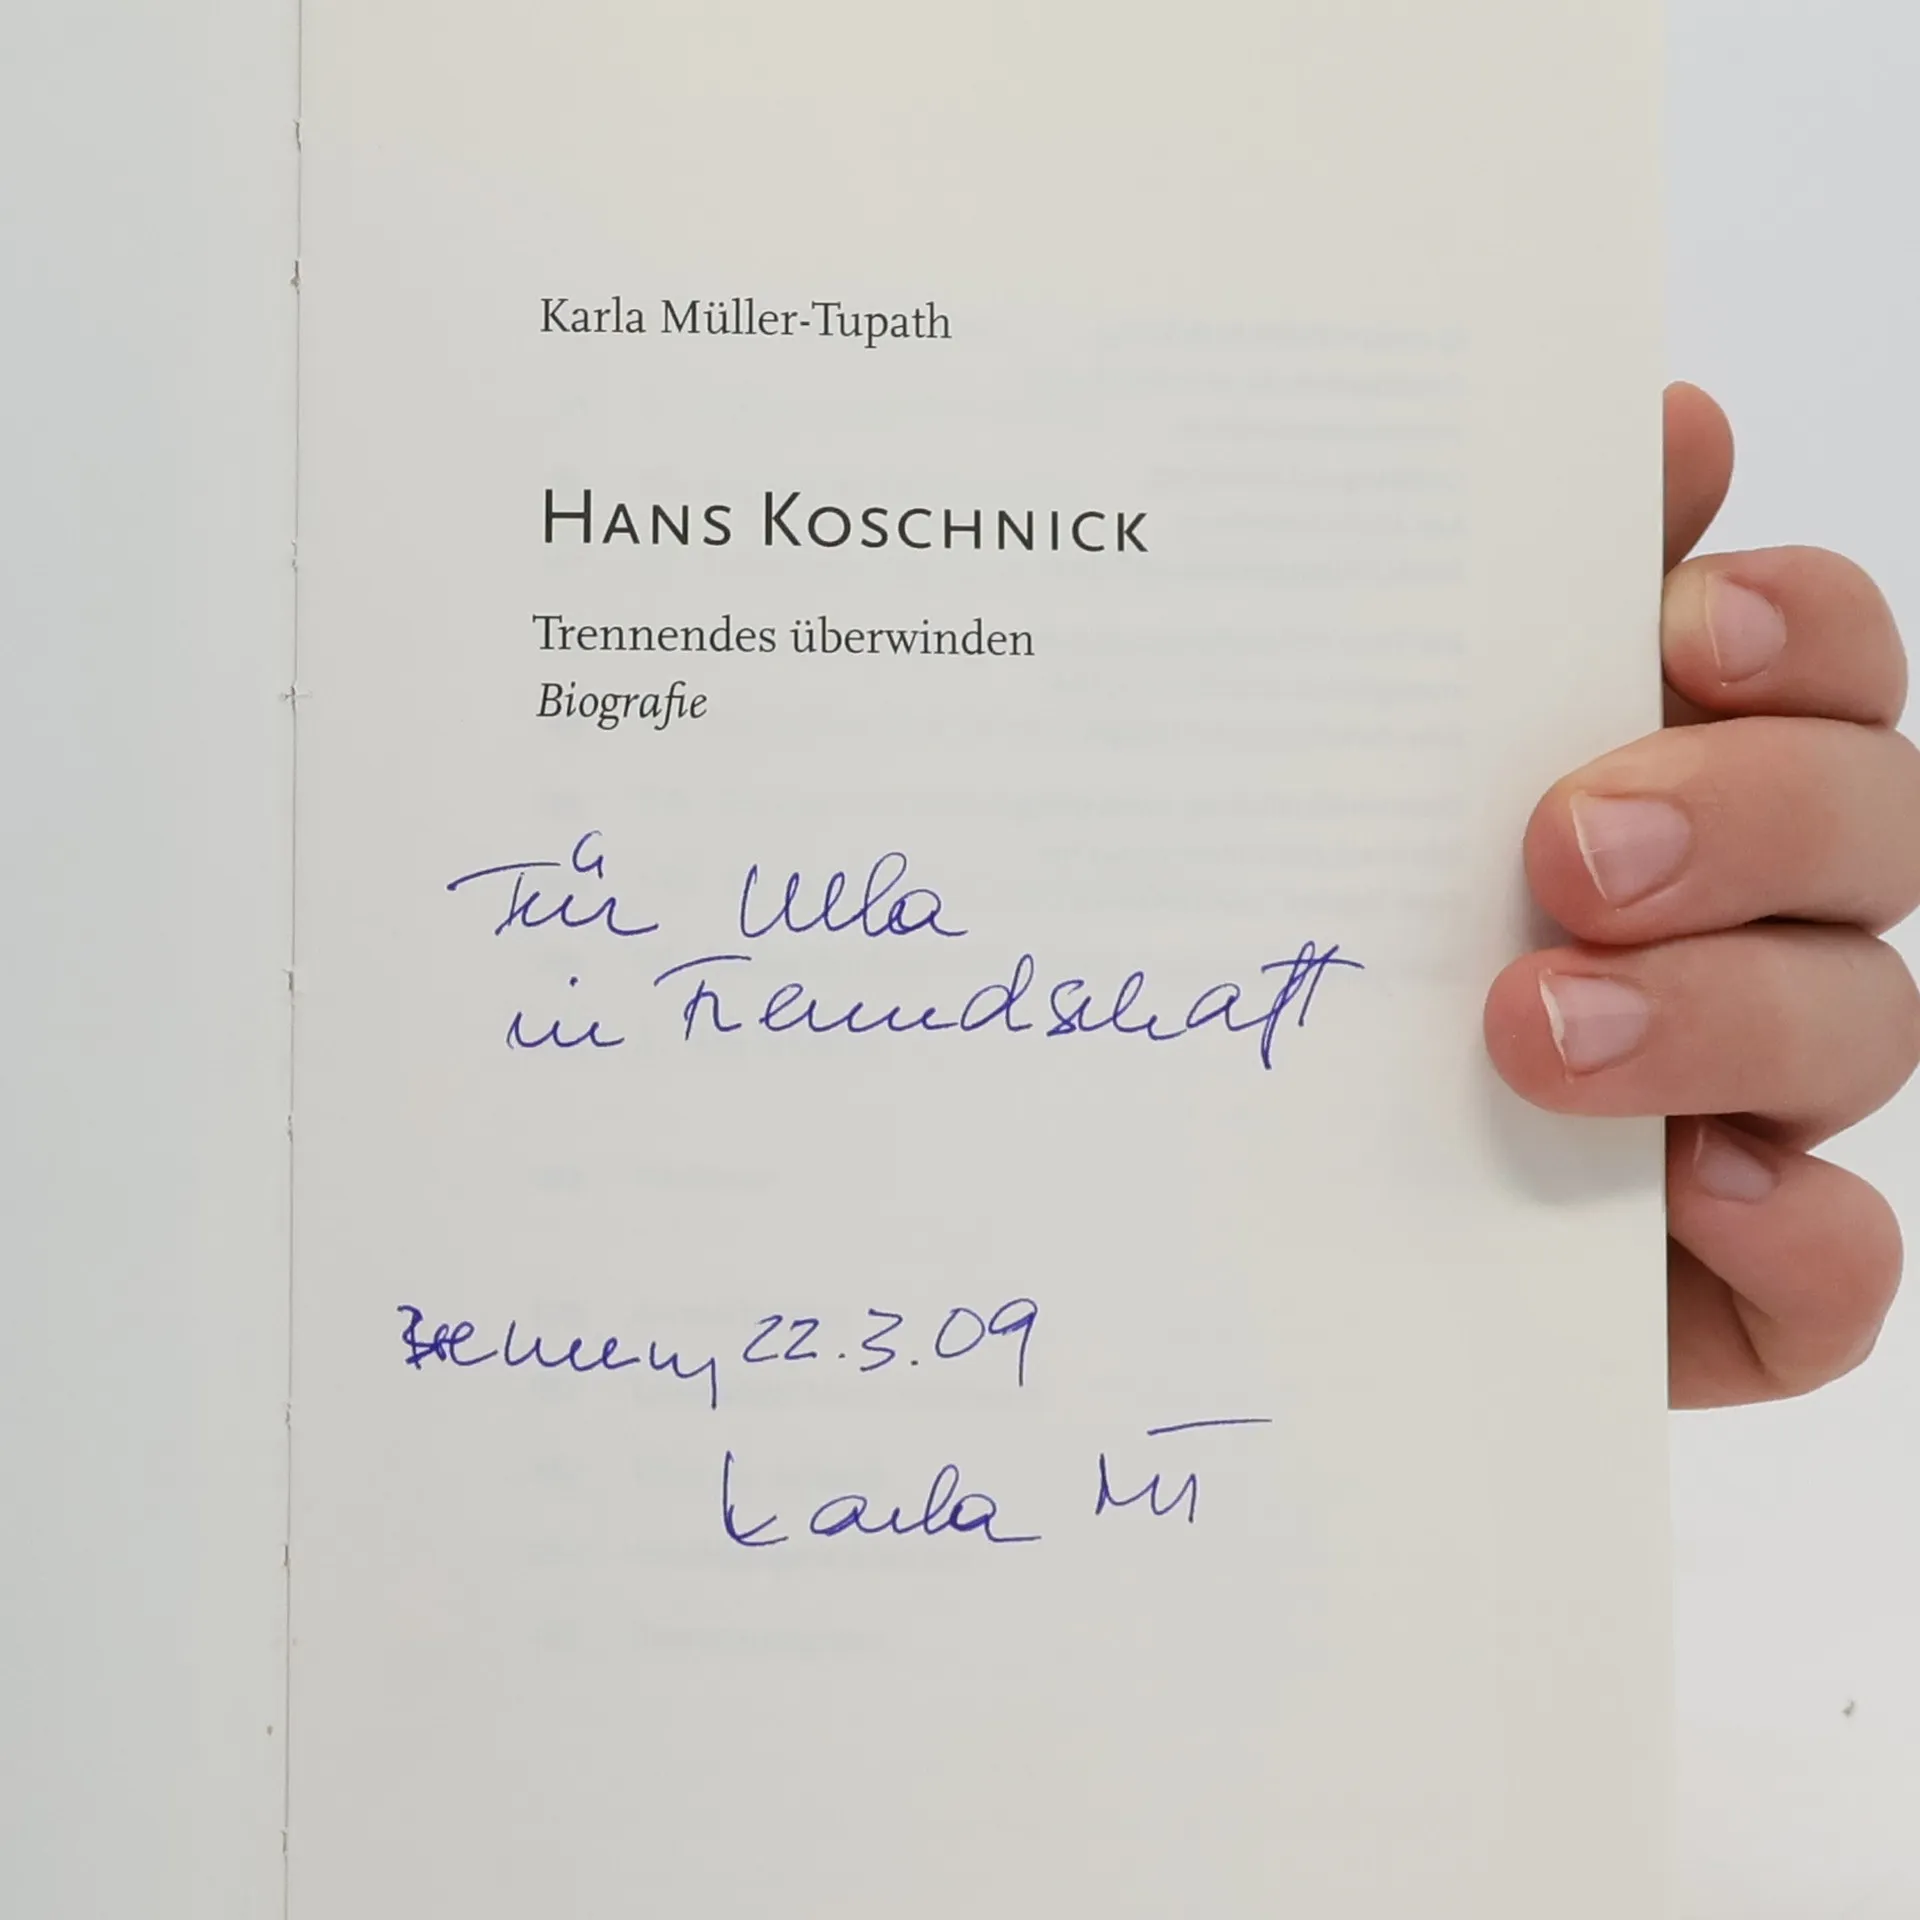 Karla Müller-Tupath
HANS KOSCHNICK
Trennendes überwinden
Biografie
Für Ulla
in Freundschaft
Bremen, 22.3.09
Karla MT